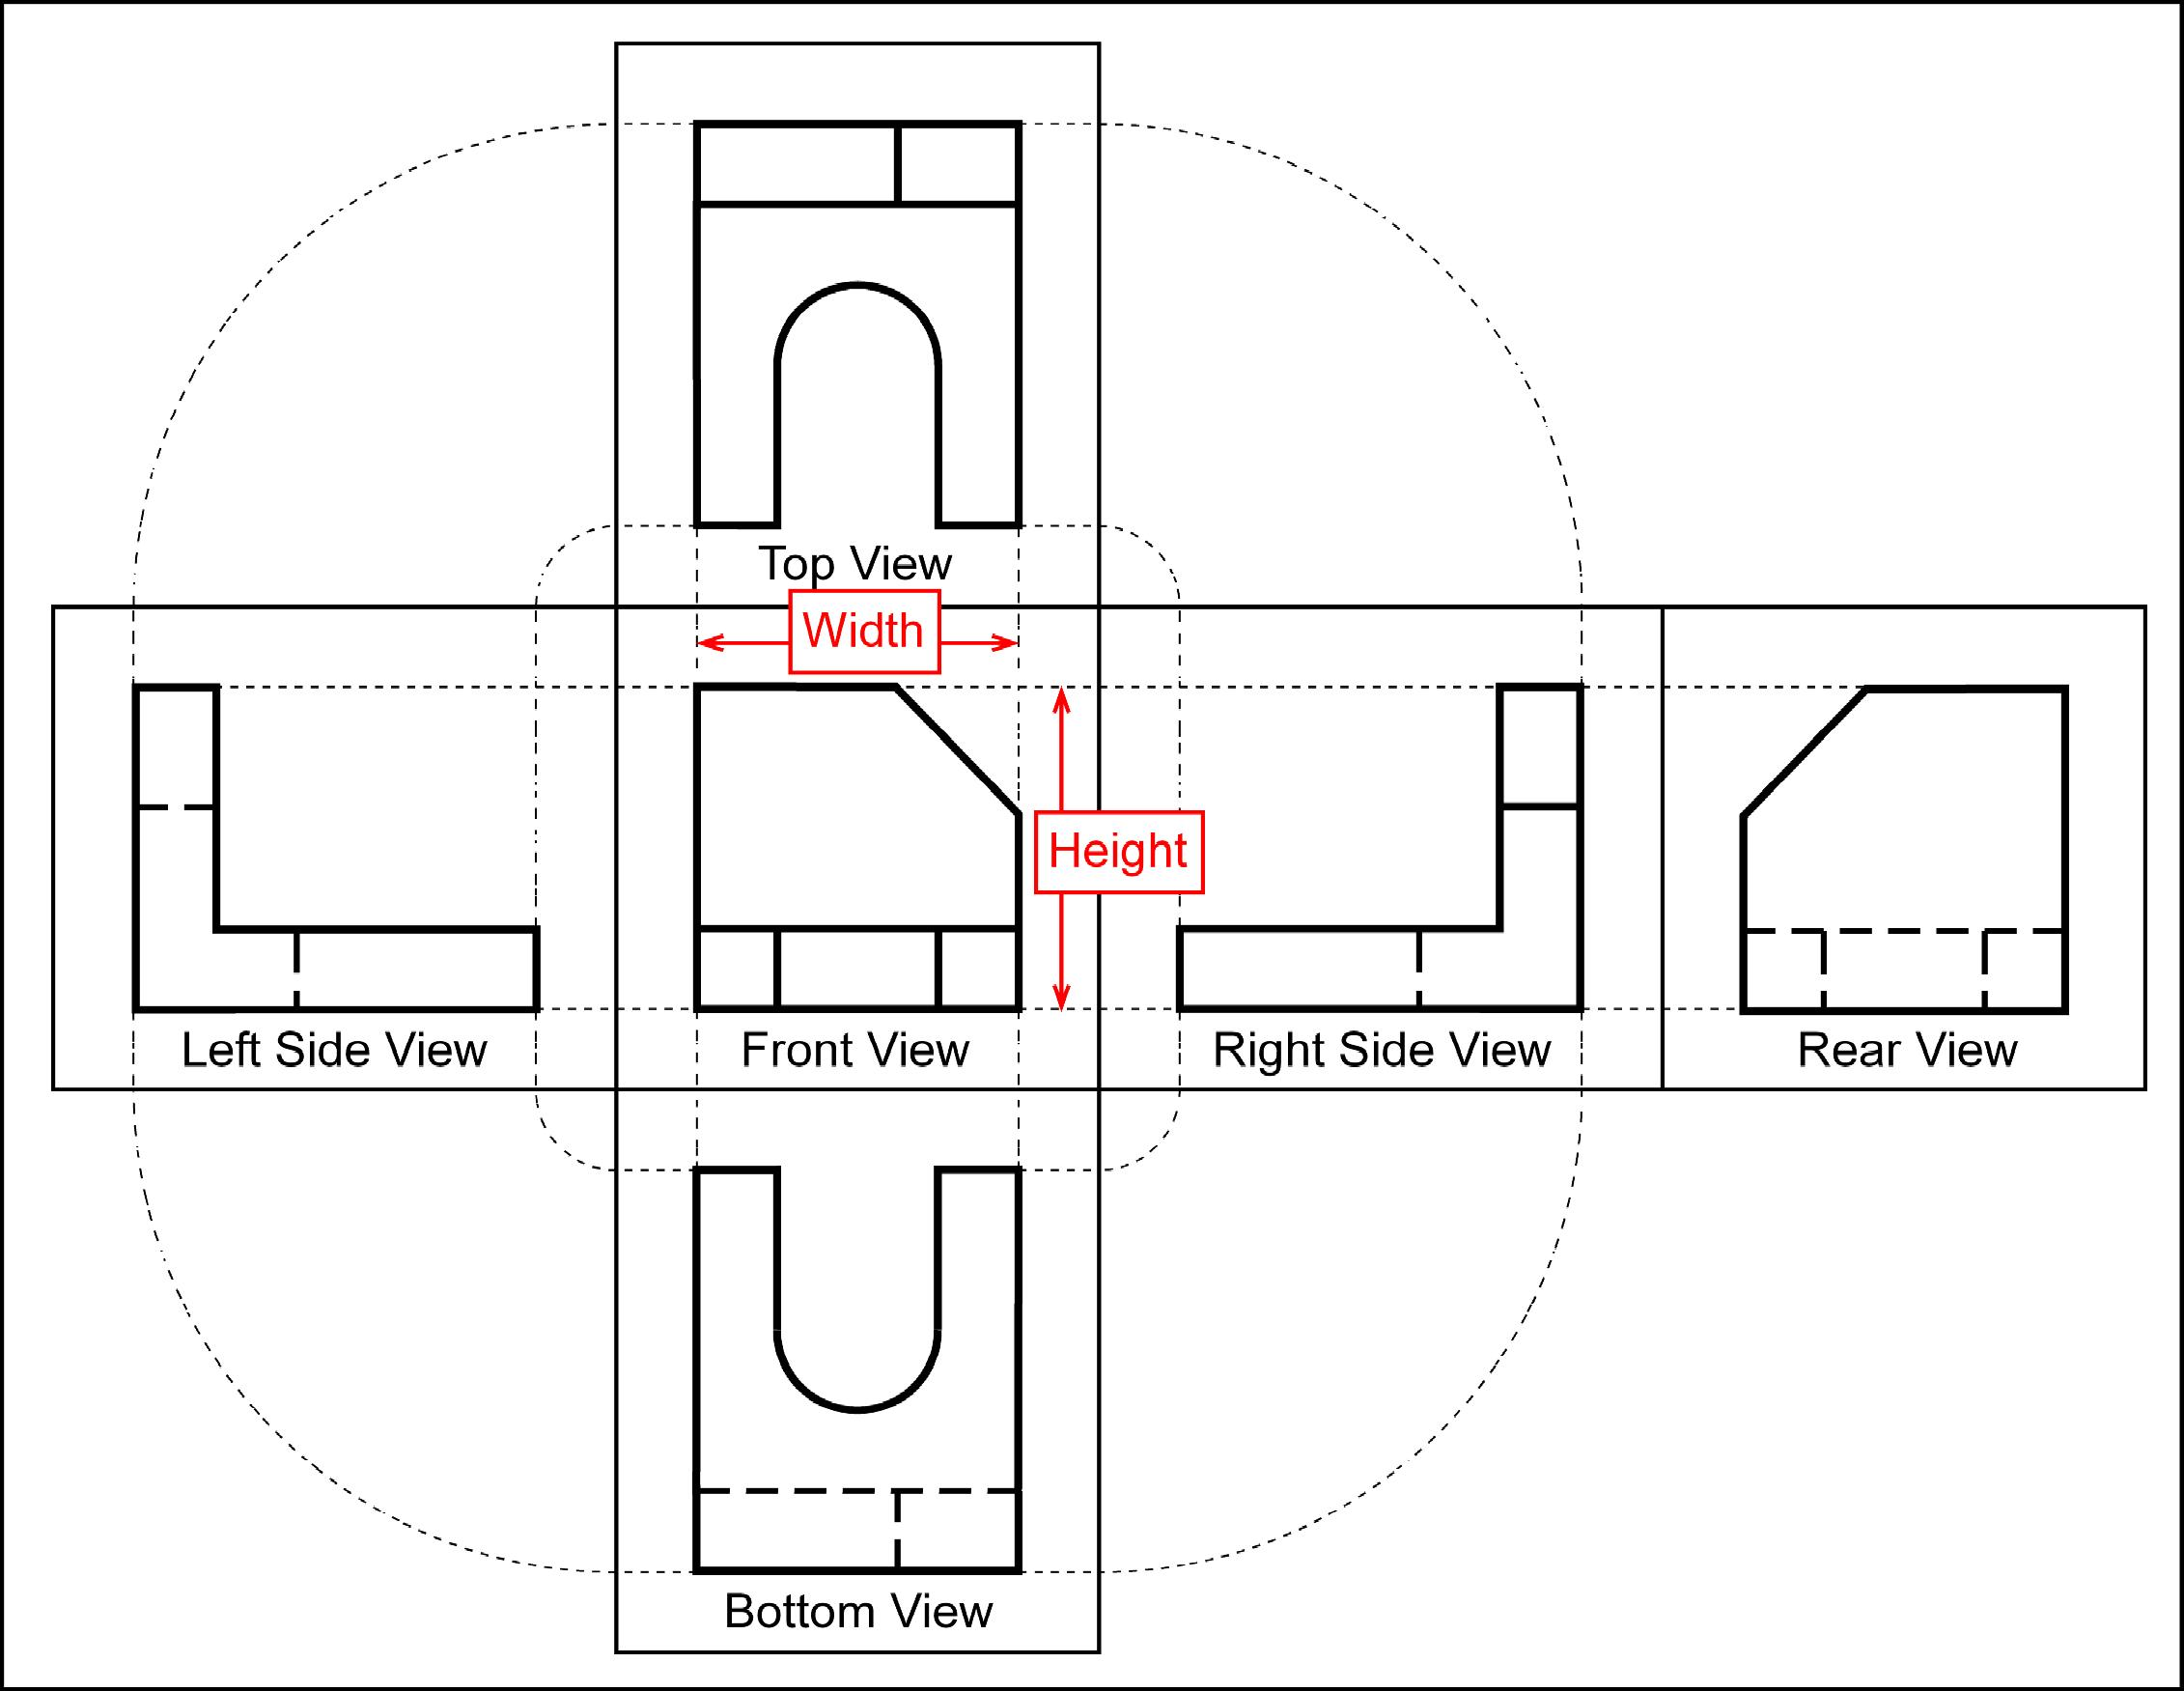 Top View
Width
Height
Left Side View
Front View
Right Side View
Rear View
Bottom View